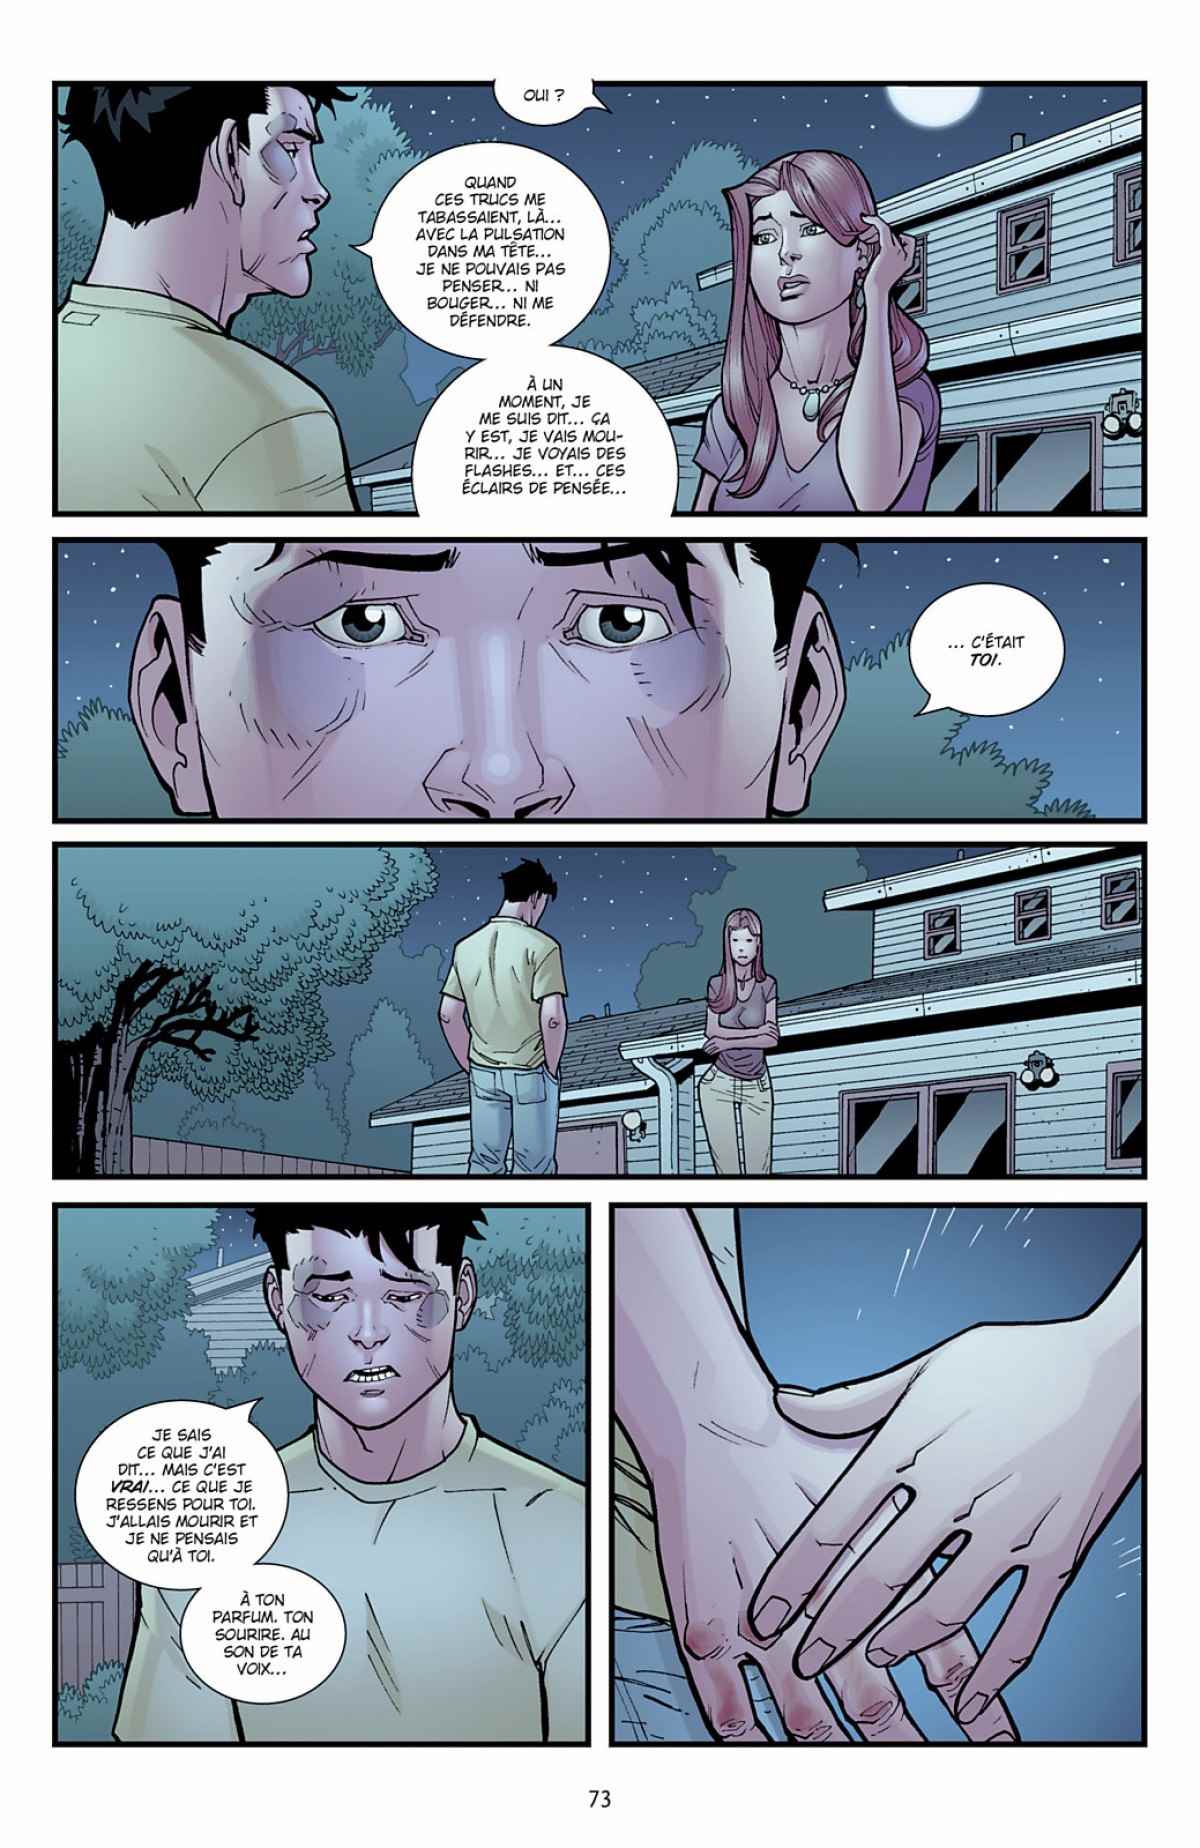 OUI ?
QUAND
CES TRUCS ME
TABASSAIENT, LÀ...
AVEC LA PULSATION
DANS MA TÊTE...
JE NE POUVAIS PAS
PENSER... NI
BOUGER... NI ME
DÉFENDRE.
À UN
MOMENT, JE
ME SUIS DIT... ÇA
Y EST, JE VAIS MOU-
RIR... JE VOYAIS DES
FLASHES... ET... CES
ÉCLAIRS DE PENSÉE...
... C'ÉTAIT
TOI.
JE SAIS
CE QUE J'AI
DIT... MAIS C'EST
VRAI... CE QUE JE
RESSENS POUR TOI.
J'ALLAIS MOURIR ET
JE NE PENSAIS
QU'À TOI.
À TON
PARFUM. TON
SOURIRE. AU
SON DE TA
VOIX...
73